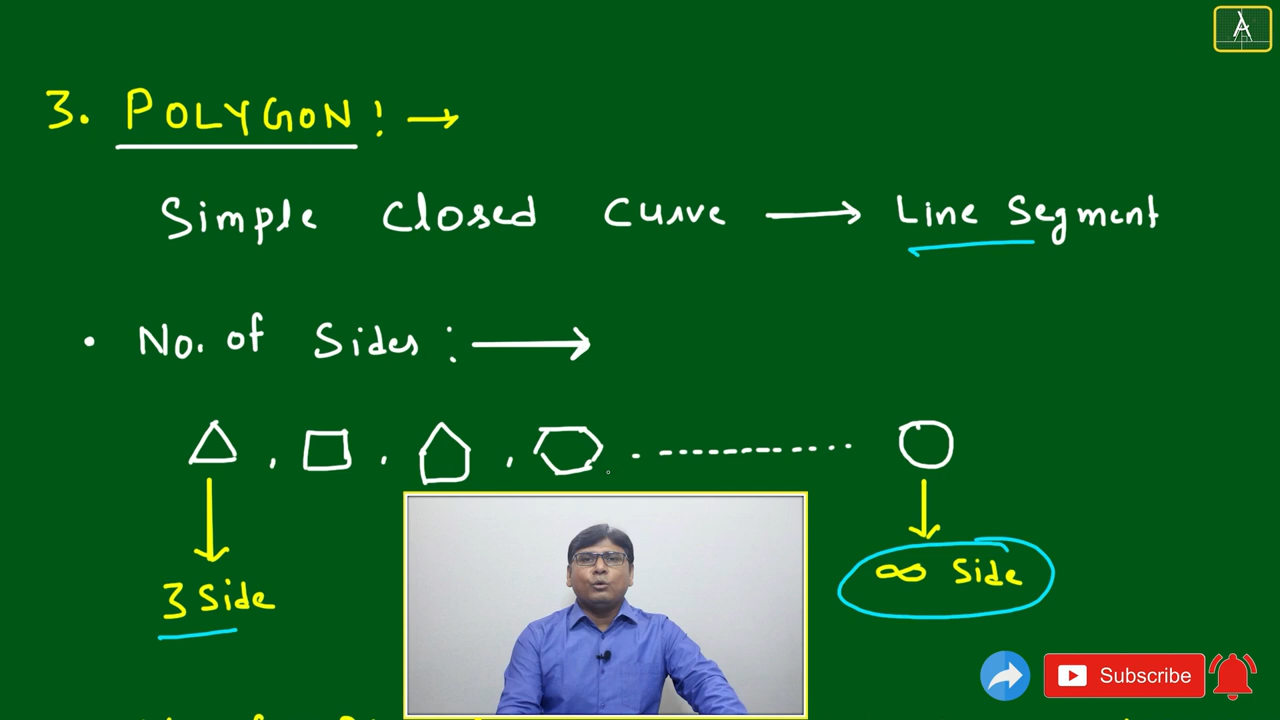 3. POLYGON : →
Simple Closed Curve → Line Segment
• No. of Sides : →
3 Side
∞ Side
Subscribe